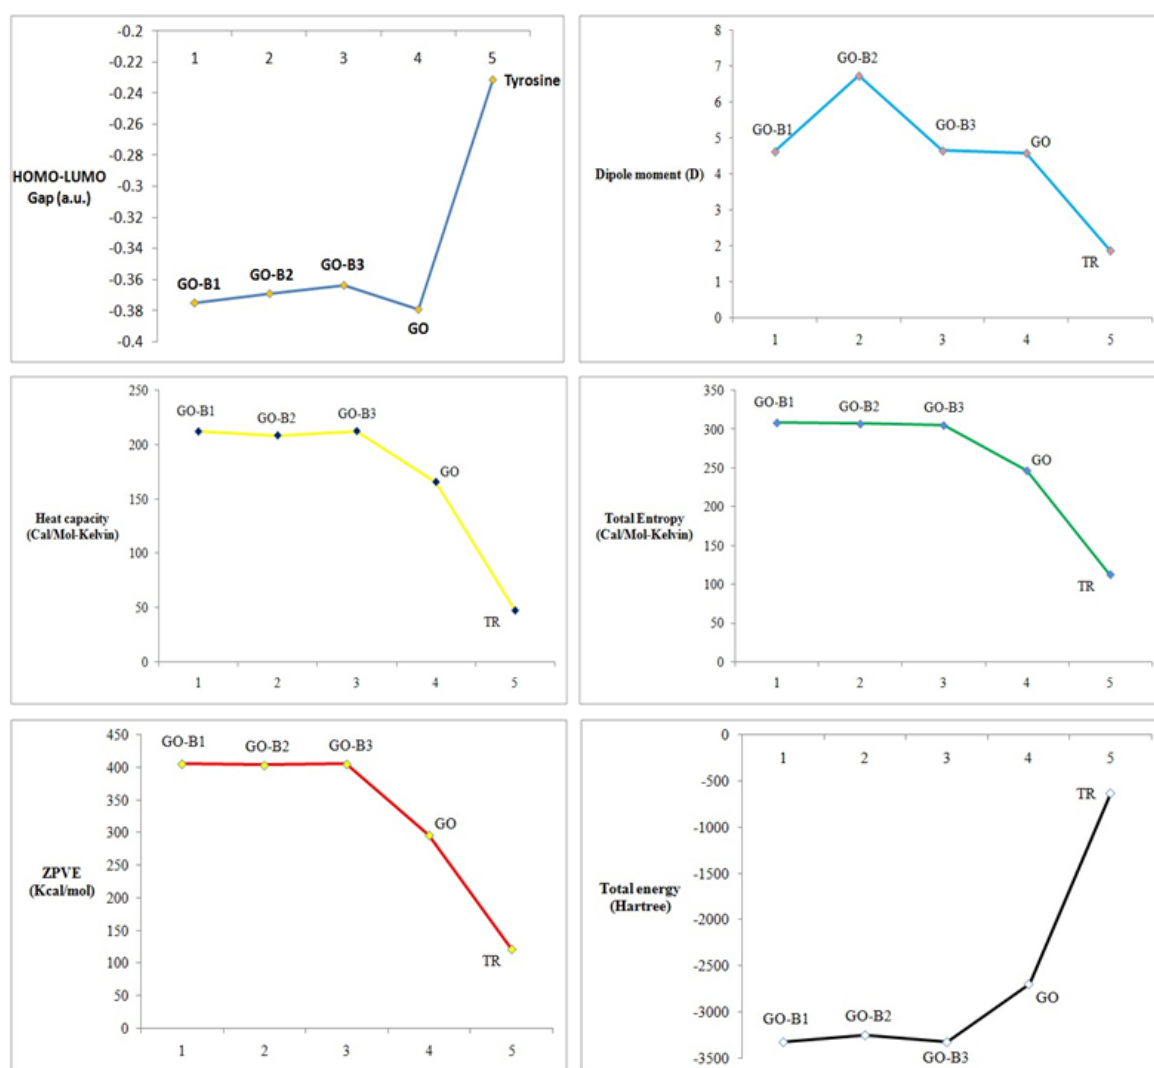 -0.2
-0.22
-0.24
-0.26
-0.28
-0.3
-0.32
-0.34
-0.36
-0.38
-0.4
1 2 3 4 5
HOMO-LUMO
Gap (a.u.)
GO-B1
GO-B2
GO-B3
GO
Tyrosine
8
7
6
5
4
3
2
1
0
Dipole moment (D)
GO-B1
GO-B2
GO-B3
GO
TR
1 2 3 4 5
250
200
150
100
50
0
Heat capacity
(Cal/Mol-Kelvin)
GO-B1
GO-B2
GO-B3
GO
TR
1 2 3 4 5
350
300
250
200
150
100
50
0
Total Entropy
(Cal/Mol-Kelvin)
GO-B1
GO-B2
GO-B3
GO
TR
1 2 3 4 5
450
400
350
300
250
200
150
100
50
0
ZPVE
(Kcal/mol)
GO-B1
GO-B2
GO-B3
GO
TR
1 2 3 4 5
0
-500
-1000
-1500
-2000
-2500
-3000
-3500
1 2 3 4 5
Total energy
(Hartree)
GO-B1
GO-B2
GO-B3
GO
TR